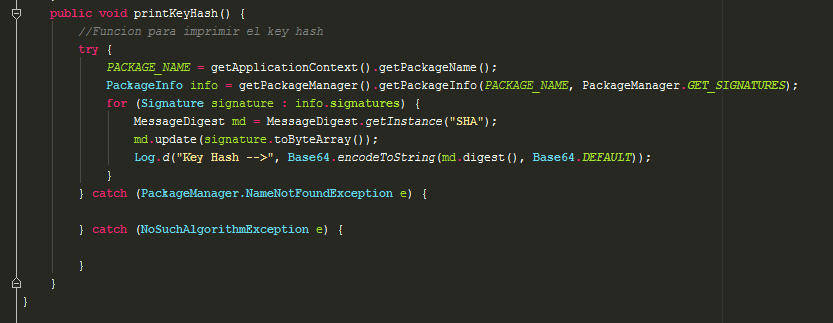 public void printKeyHash() {
//Funcion para imprimir el key hash
try {
PACKAGE_NAME = getApplicationContext().getPackageName();
PackageInfo info = getPackageManager().getPackageInfo(PACKAGE_NAME, PackageManager.GET_SIGNATURES);
for (Signature signature : info.signatures) {
MessageDigest md = MessageDigest.getInstance("SHA");
md.update(signature.toByteArray());
Log.d("Key Hash -->", Base64.encodeToString(md.digest(), Base64.DEFAULT));
}
} catch (PackageManager.NameNotFoundException e) {
} catch (NoSuchAlgorithmException e) {
}
}
}